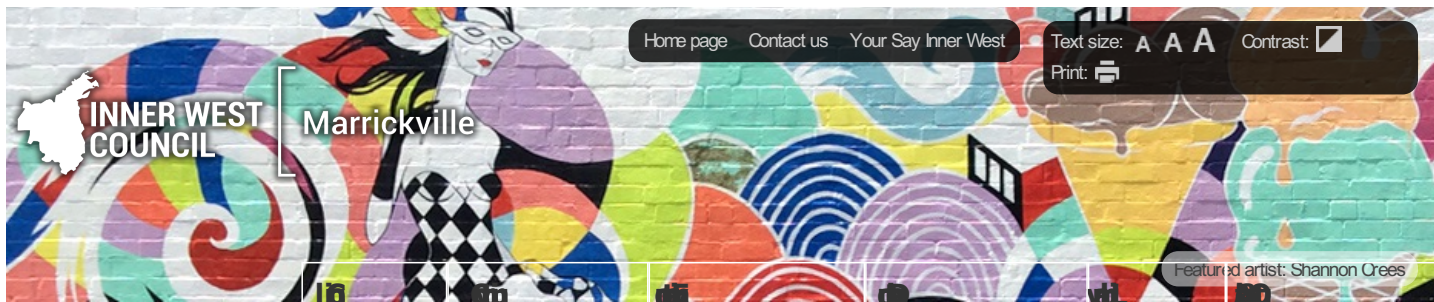 Home page Contact us Your Say Inner West
Text size: A A A Contrast:
Print:
INNER WEST
COUNCIL
Marrickville
Featured artist: Shannon Crees